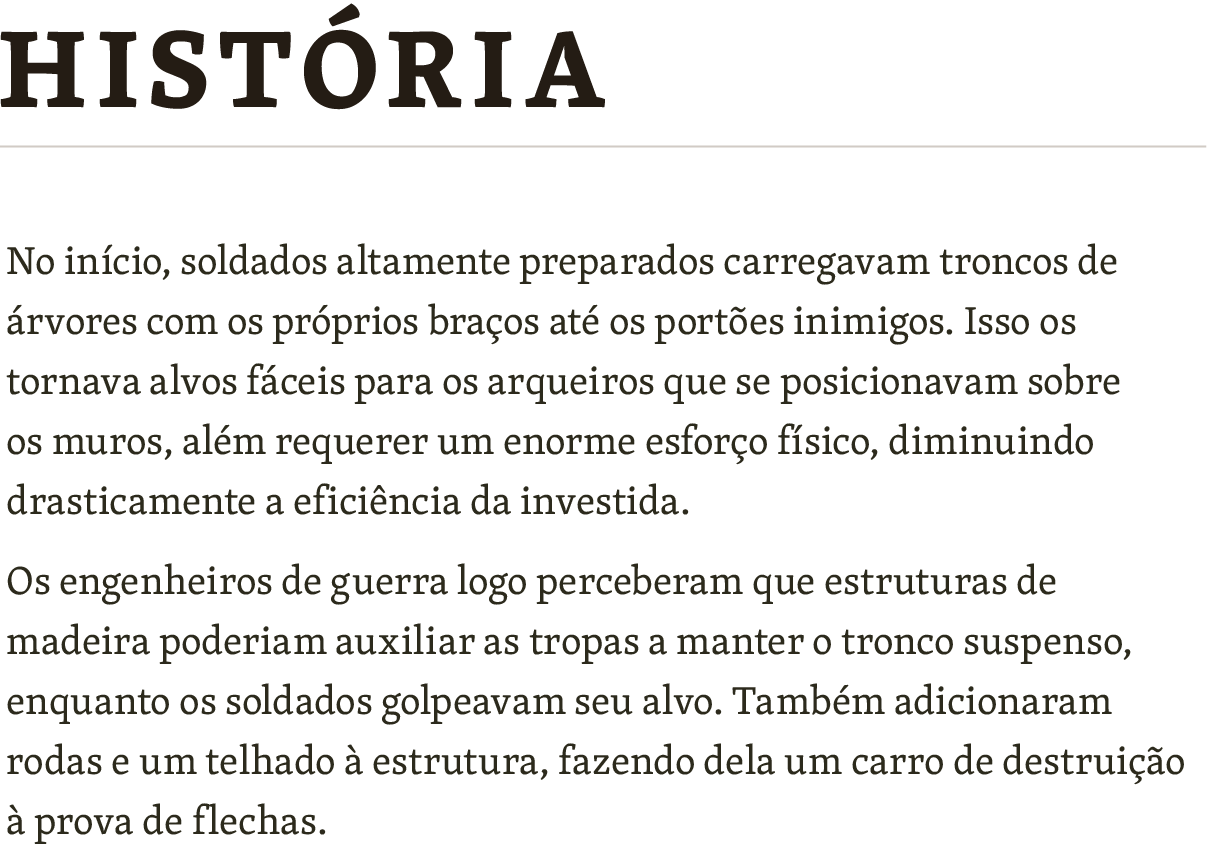 HISTÓRIA
No início, soldados altamente preparados carregavam troncos de
árvores com os próprios braços até os portões inimigos. Isso os
tornava alvos fáceis para os arqueiros que se posicionavam sobre
os muros, além requerer um enorme esforço físico, diminuindo
drasticamente a eficiência da investida.
Os engenheiros de guerra logo perceberam que estruturas de
madeira poderiam auxiliar as tropas a manter o tronco suspenso,
enquanto os soldados golpeavam seu alvo. Também adicionaram
rodas e um telhado à estrutura, fazendo dela um carro de destruição
à prova de flechas.